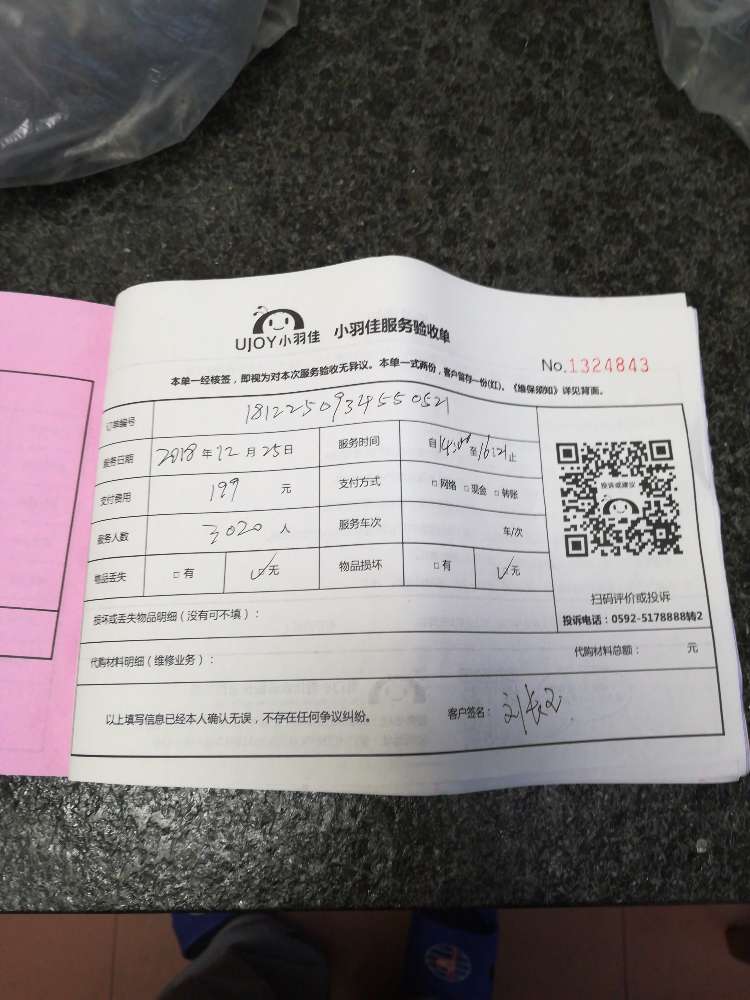 UJOY小羽佳 小羽佳服务验收单
No.1324843
本单一经核签，即视为对本次服务验收无异议。本单一式两份，客户留存一份(红)。《维保须知》详见背面。
订单编号 1812250934550521
服务日期 2018年12月25日 服务时间 自14:00至16:21止
支付费用 199 元 支付方式 □网络 □现金 □转账
服务人数 3020 人 服务车次 车/次
物品丢失 □有 ✓无 物品损坏 □有 ✓无
投诉或建议
扫码评价或投诉
投诉电话：0592-5178888转2
损坏或丢失物品明细（没有可不填）：
代购材料明细（维修业务）： 代购材料总额： 元
以上填写信息已经本人确认无误，不存在任何争议纠纷。 客户签名：